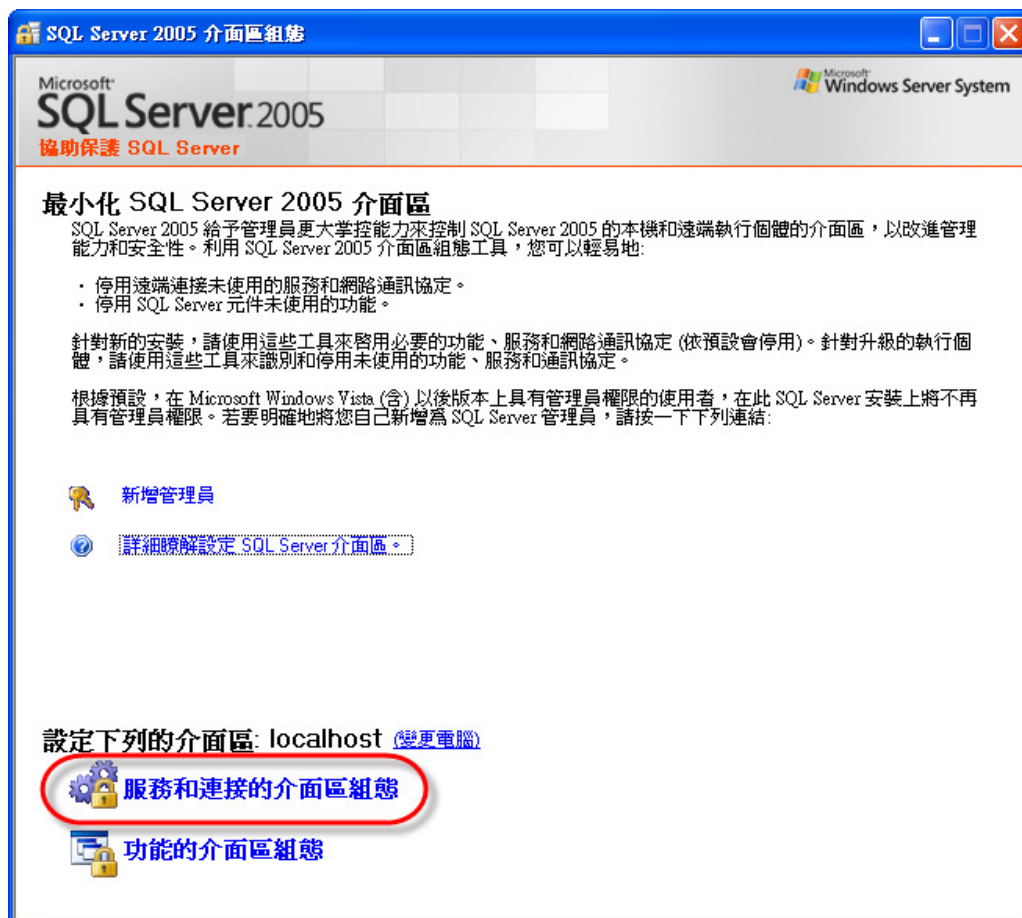 SQL Server 2005 介面區組態
Microsoft
SQL Server 2005
協助保護 SQL Server
Microsoft
Windows Server System
最小化 SQL Server 2005 介面區
SQL Server 2005 給予管理員更大掌控能力來控制 SQL Server 2005 的本機和遠端執行個體的介面區，以改進管理
能力和安全性。利用 SQL Server 2005 介面區組態工具，您可以輕易地:
· 停用遠端連接未使用的服務和網路通訊協定。
· 停用 SQL Server 元件未使用的功能。
針對新的安裝，請使用這些工具來啟用必要的功能、服務和網路通訊協定 (依預設會停用)。針對升級的執行個
體，請使用這些工具來識別和停用未使用的功能、服務和通訊協定。
根據預設，在 Microsoft Windows Vista (含) 以後版本上具有管理員權限的使用者，在此 SQL Server 安裝上將不再
具有管理員權限。若要明確地將您自己新增為 SQL Server 管理員，請按一下下列連結:
新增管理員
詳細瞭解設定 SQL Server 介面區。
設定下列的介面區: localhost (變更電腦)
服務和連接的介面區組態
功能的介面區組態